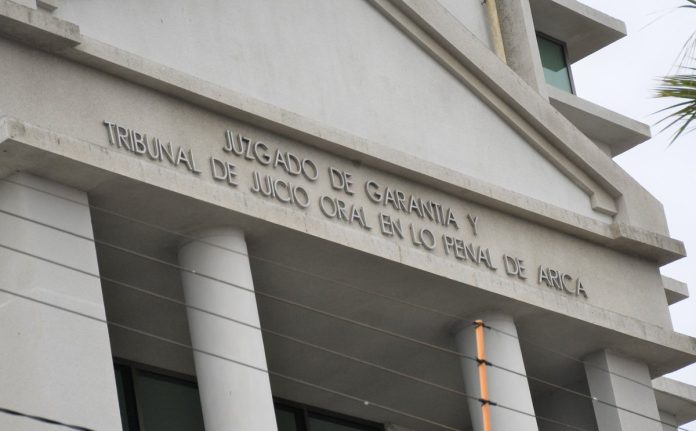 JUZGADO DE GARANTIA Y
TRIBUNAL DE JUICIO ORAL EN LO PENAL DE ARICA